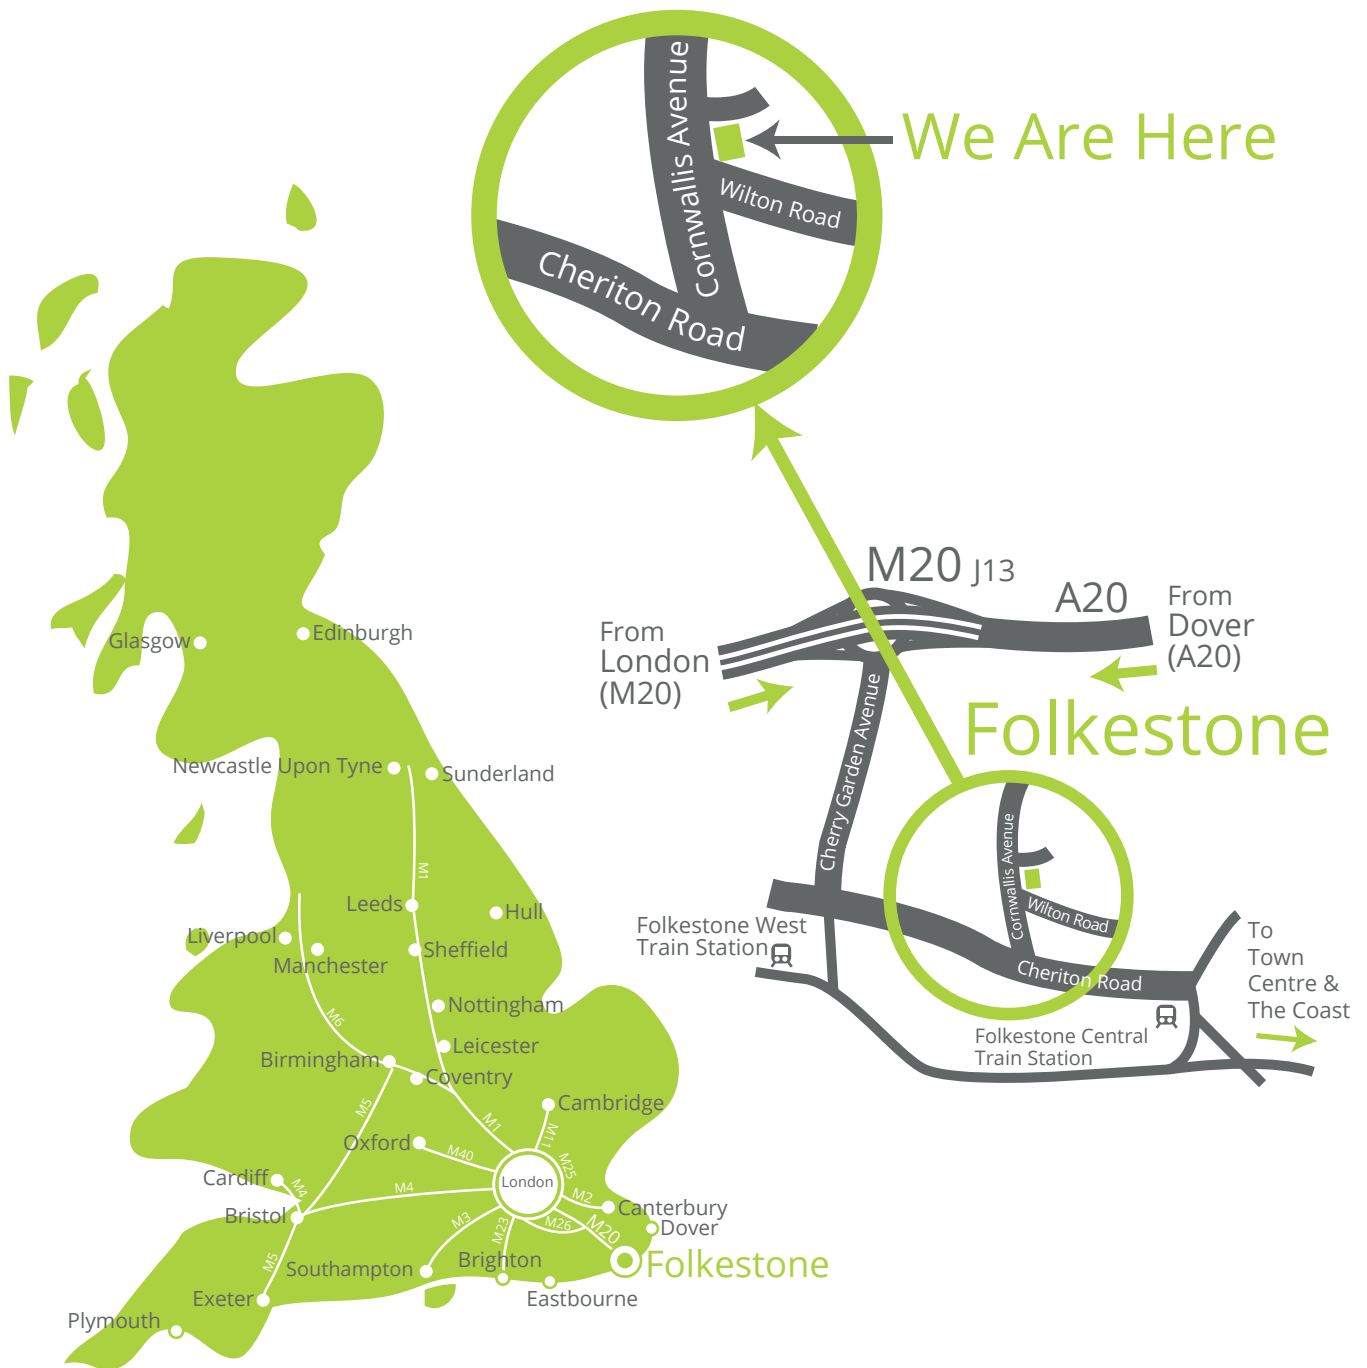 Cornwallis Avenue
We Are Here
Wilton Road
Cheriton Road
M20 J13
A20
From
Dover
(A20)
From
London
(M20)
Cherry Garden Avenue
Folkestone
Cornwallis Avenue
Wilton Road
Cheriton Road
Folkestone West
Train Station
Folkestone Central
Train Station
To
Town
Centre &
The Coast
Glasgow
Edinburgh
Newcastle Upon Tyne
Sunderland
M1
Leeds
Hull
Liverpool
Manchester
Sheffield
Nottingham
M6
Leicester
Birmingham
Coventry
Cambridge
M5
M1
M11
Oxford
M40
M25
Cardiff
M4
M4
London
M2
Canterbury
Bristol
M3
M23
M26
M20
Dover
M5
Southampton
Brighton
Folkestone
Exeter
Eastbourne
Plymouth